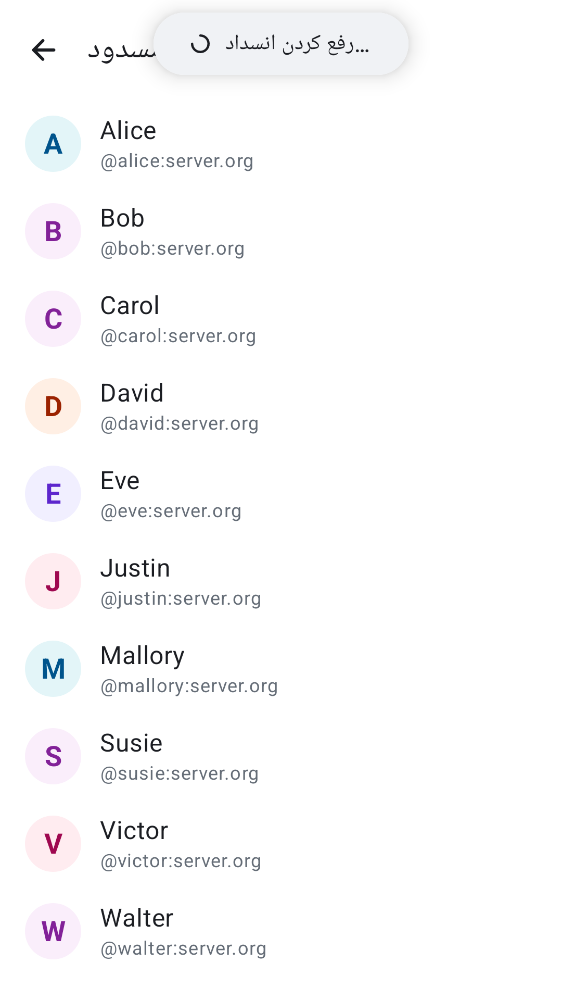 رفع کردن انسداد…
Alice
@alice:server.org
Bob
@bob:server.org
Carol
@carol:server.org
David
@david:server.org
Eve
@eve:server.org
Justin
@justin:server.org
Mallory
@mallory:server.org
Susie
@susie:server.org
Victor
@victor:server.org
Walter
@walter:server.org
A
B
C
D
E
J
M
S
V
W